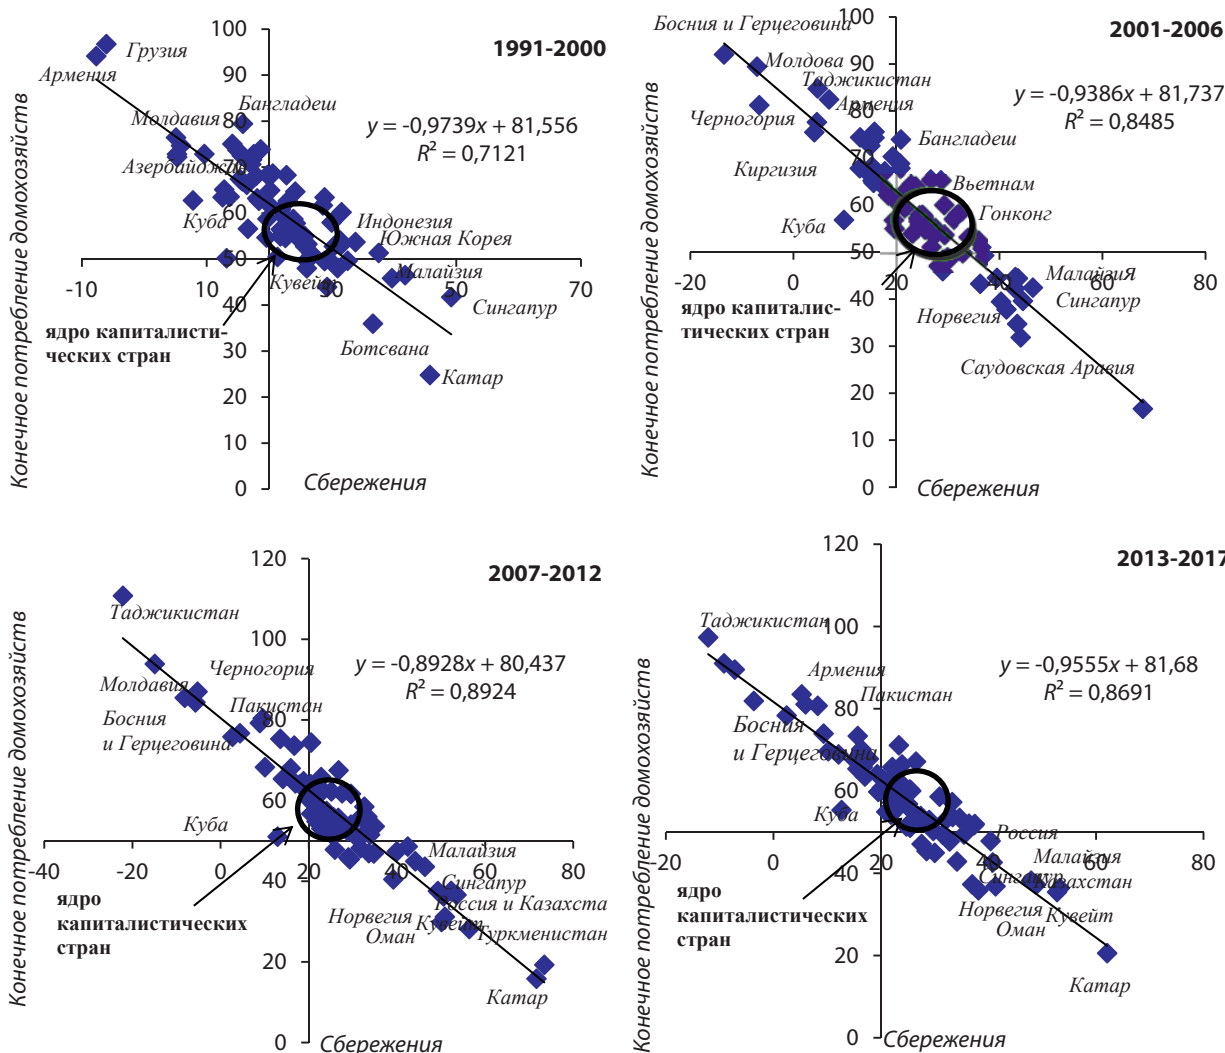 1991-2000
Конечное потребление домохозяйств
100
90
80
70
60
50
40
30
20
10
0
-10
10
30
50
70
Грузия
Армения
Бангладеш
Молдавия
y = -0,9739x + 81,556
R² = 0,7121
Азербайджан
Куба
Индонезия
Южная Корея
Малайзия
Кувейт
Сингапур
ядро капиталисти-
ческих стран
Ботсвана
Катар
Сбережения
2001-2006
Конечное потребление домохозяйств
100
90
80
70
60
50
40
30
20
10
0
0
20
40
60
80
Босния и Герцеговина
Молдова
Таджикистан
Армения
y = -0,9386x + 81,737
R² = 0,8485
Черногория
Бангладеш
Киргизия
Вьетнам
Гонконг
Куба
Малайзия
Сингапур
ядро капиталис-
тических стран
Норвегия
Саудовская Аравия
Сбережения
2007-2012
Конечное потребление домохозяйств
120
100
80
60
40
20
0
-40
-20
0
20
40
60
80
Таджикистан
Черногория
y = -0,8928x + 80,437
R² = 0,8924
Молдавия
Пакистан
Босния
и Герцеговина
Куба
Малайзия
Сингапур
Россия и Казахста
Норвегия
Кувейт
Туркменистан
Оман
ядро
капиталистических
стран
Катар
Сбережения
2013-2017
Конечное потребление домохозяйств
120
100
80
60
40
20
0
-20
0
20
40
60
80
Таджикистан
Армения
y = -0,9555x + 81,68
R² = 0,8691
Пакистан
Босния
и Герцеговина
Куба
Россия
Малайзия
Сингапур
Казахстан
Норвегия
Кувейт
Оман
ядро
капиталистических
стран
Катар
Сбережения